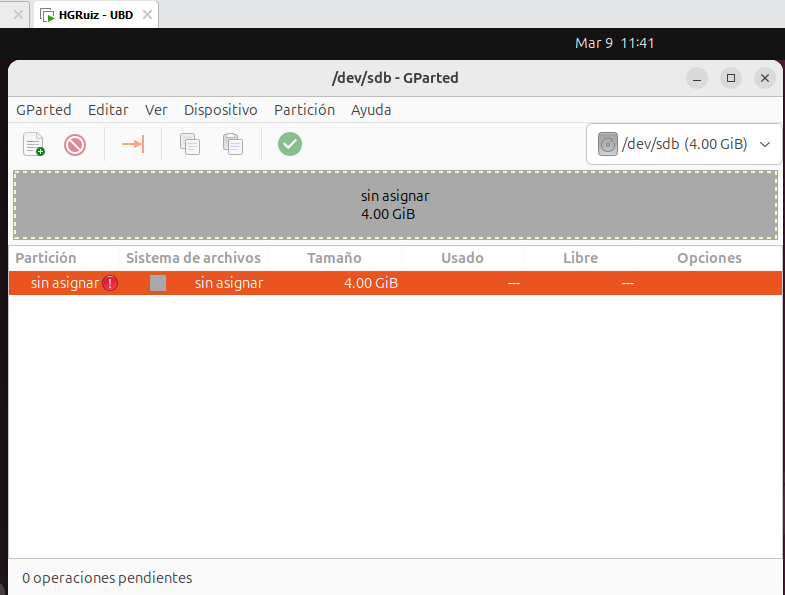 HGRuiz - UBD
Mar 9 11:41
/dev/sdb - GParted
GParted Editar Ver Dispositivo Partición Ayuda
/dev/sdb (4.00 GiB)
sin asignar
4.00 GiB
Partición Sistema de archivos Tamaño Usado Libre Opciones
sin asignar sin asignar 4.00 GiB --- ---
0 operaciones pendientes